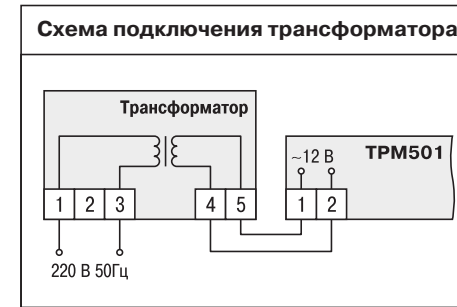 Схема подключения трансформатора
Трансформатор
~12 В ТРМ501
1 2 3 4 5 1 2
220 В 50Гц